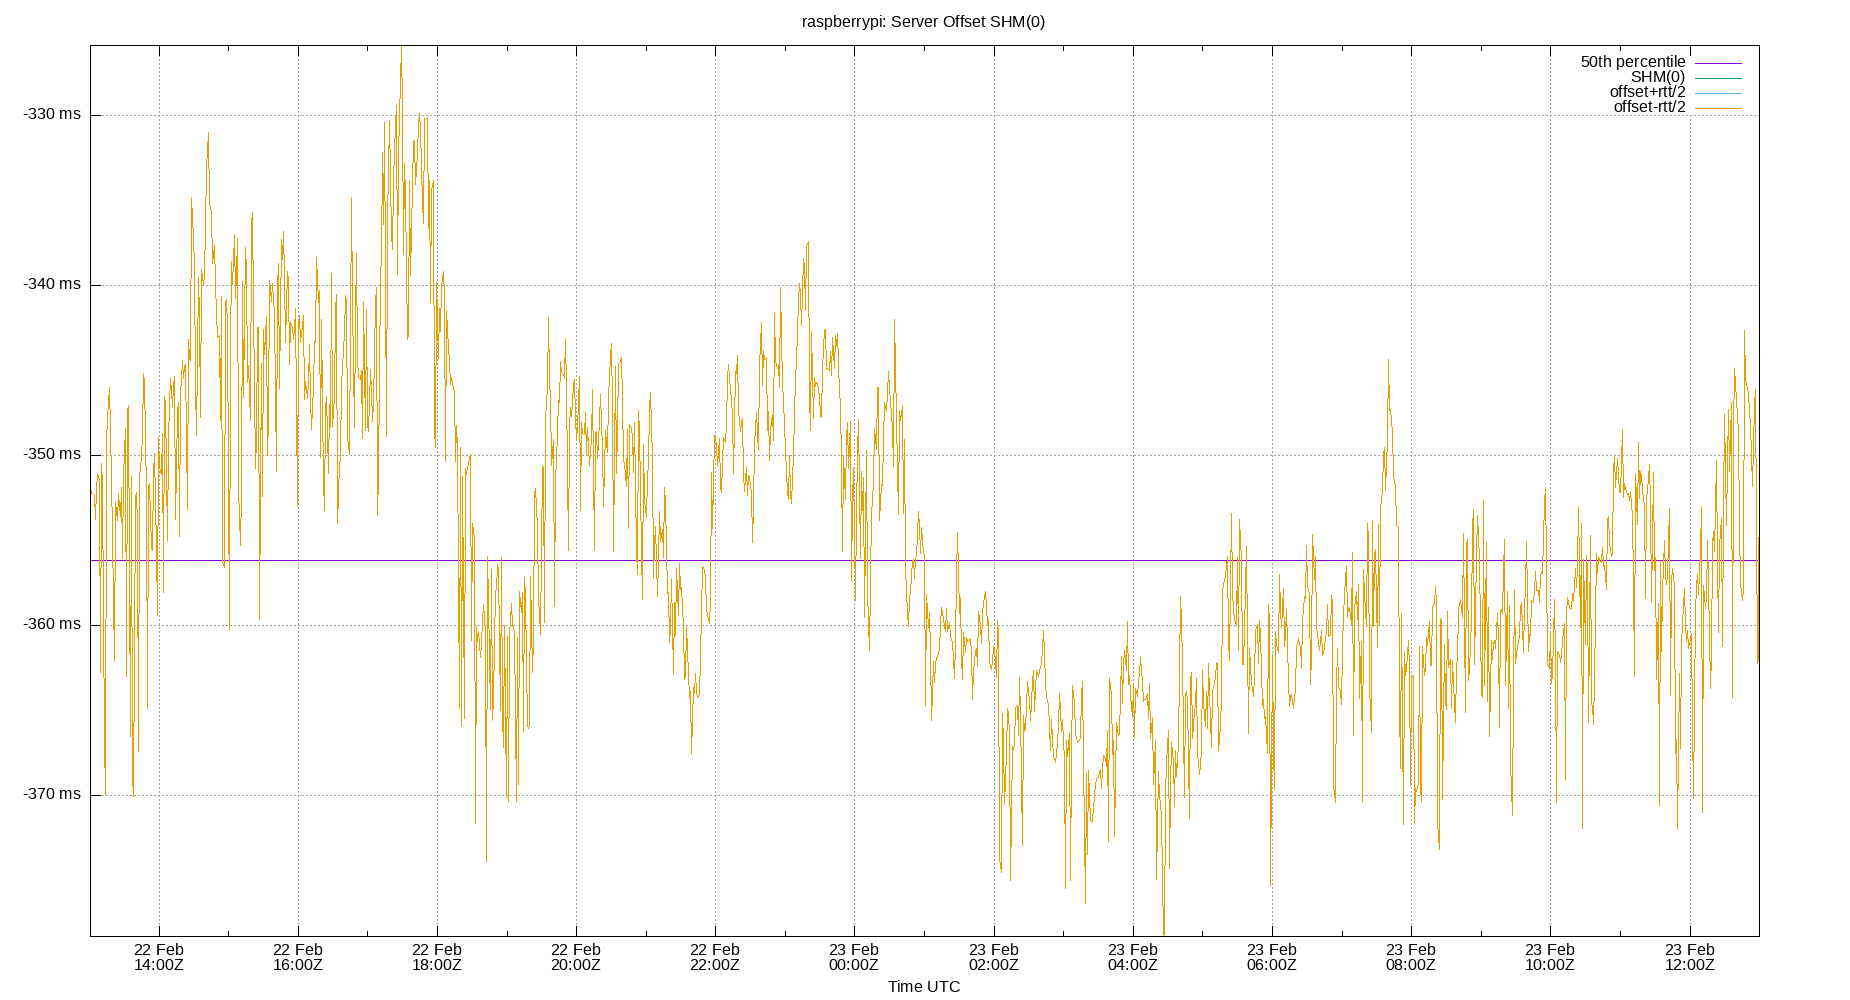 raspberrypi: Server Offset SHM(0)
50th percentile
SHM(0)
offset+rtt/2
offset-rtt/2
-330 ms
-340 ms
-350 ms
-360 ms
-370 ms
22 Feb 22 Feb 22 Feb 22 Feb 22 Feb 23 Feb 23 Feb 23 Feb 23 Feb 23 Feb 23 Feb 23 Feb
14:00Z 16:00Z 18:00Z 20:00Z 22:00Z 00:00Z 02:00Z 04:00Z 06:00Z 08:00Z 10:00Z 12:00Z
Time UTC